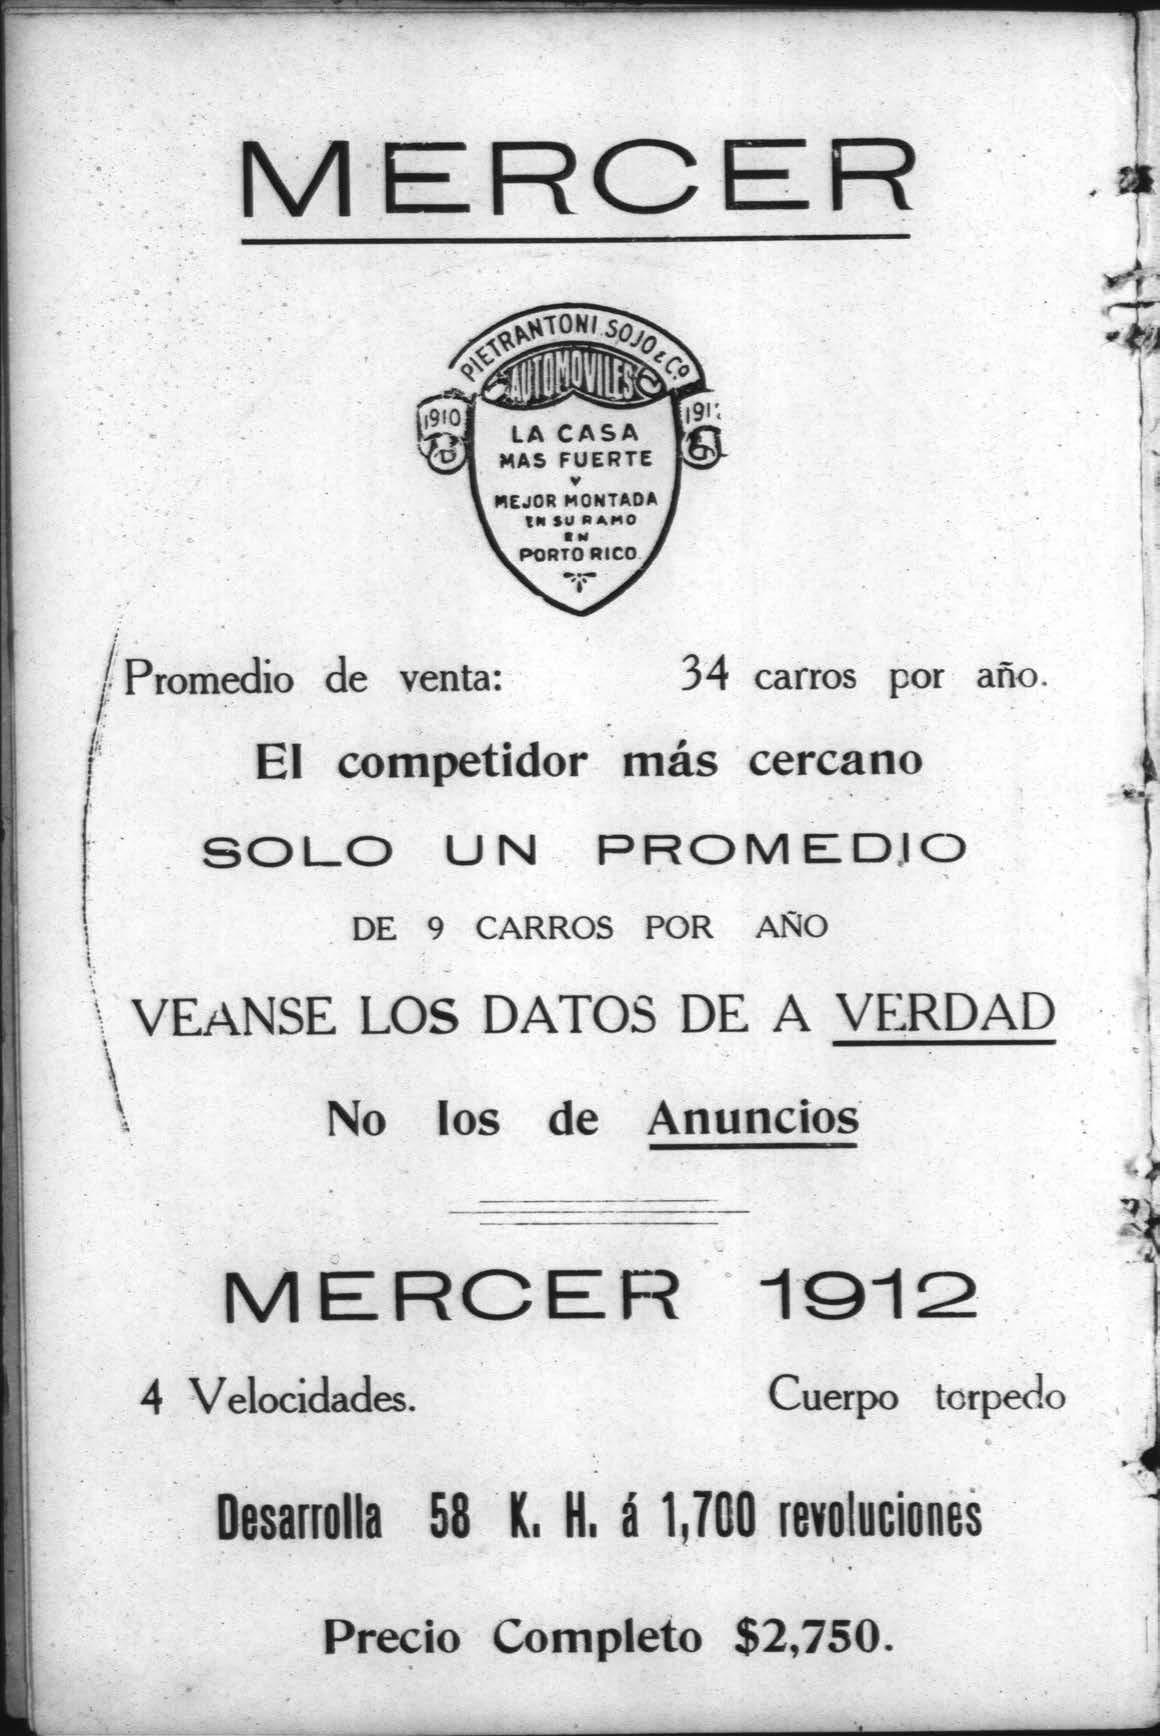 MERCER
PIETRANTONI SOJO & Co
AUTOMOVILES
1910
LA CASA
MAS FUERTE
Y
MEJOR MONTADA
EN SU RAMO
EN
PORTO RICO.
Promedio de venta: 34 carros por año.
El competidor más cercano
SOLO UN PROMEDIO
DE 9 CARROS POR AÑO
VEANSE LOS DATOS DE A VERDAD
No los de Anuncios
MERCER 1912
4 Velocidades. Cuerpo torpedo
Desarrolla 58 K. H. á 1,700 revoluciones
Precio Completo $2,750.